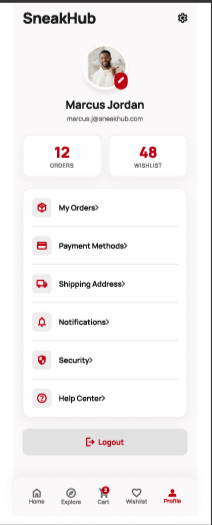 SneakHub
Marcus Jordan
marcus.j@sneakhub.com
12
ORDERS
48
WISHLIST
My Orders>
Payment Methods>
Shipping Address>
Notifications>
Security>
Help Center>
Logout
Home
Explore
Cart
Wishlist
Profile